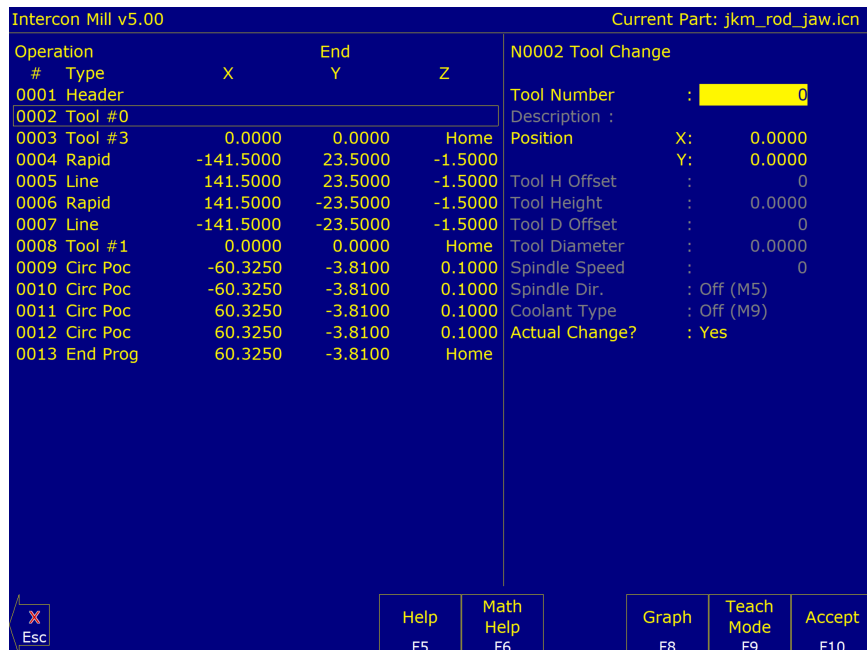 Intercon Mill v5.00 Current Part: jkm_rod_jaw.icn
Operation End
# Type X Y Z
0001 Header
0002 Tool #0
0003 Tool #3 0.0000 0.0000 Home
0004 Rapid -141.5000 23.5000 -1.5000
0005 Line 141.5000 23.5000 -1.5000
0006 Rapid 141.5000 -23.5000 -1.5000
0007 Line -141.5000 -23.5000 -1.5000
0008 Tool #1 0.0000 0.0000 Home
0009 Circ Poc -60.3250 -3.8100 0.1000
0010 Circ Poc -60.3250 -3.8100 0.1000
0011 Circ Poc 60.3250 -3.8100 0.1000
0012 Circ Poc 60.3250 -3.8100 0.1000
0013 End Prog 60.3250 -3.8100 Home
N0002 Tool Change
Tool Number : 0
Description :
Position X: 0.0000
Y: 0.0000
Tool H Offset : 0
Tool Height : 0.0000
Tool D Offset : 0
Tool Diameter : 0.0000
Spindle Speed : 0
Spindle Dir. : Off (M5)
Coolant Type : Off (M9)
Actual Change? : Yes
X
Esc
Help
F5
Math
Help
F6
Graph
F8
Teach
Mode
F9
Accept
F10